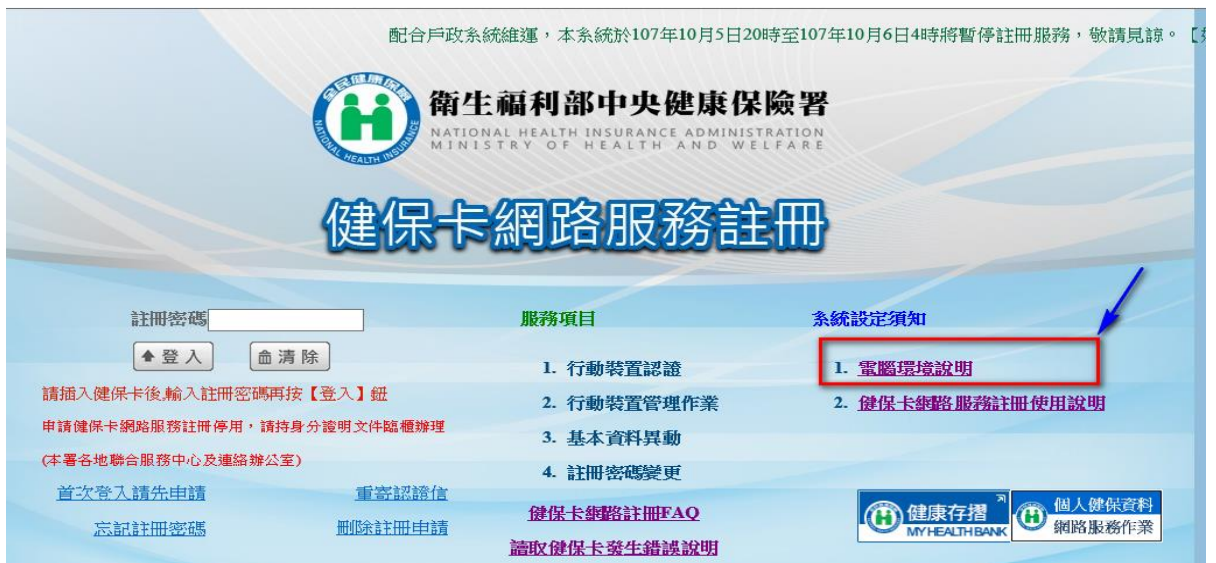 配合戶政系統維運，本系統於107年10月5日20時至107年10月6日4時將暫停註冊服務，敬請見諒。【
全民健康保險
NATIONAL HEALTH INSURANCE
衛生福利部中央健康保險署
NATIONAL HEALTH INSURANCE ADMINISTRATION
MINISTRY OF HEALTH AND WELFARE
健保卡網路服務註冊
註冊密碼
登入
清除
請插入健保卡後,輸入註冊密碼再按【登入】鈕
申請健保卡網路服務註冊停用，請持身分證明文件臨櫃辦理
(本署各地聯合服務中心及連絡辦公室)
首次登入請先申請
重寄認證信
忘記註冊密碼
刪除註冊申請
服務項目
1. 行動裝置認證
2. 行動裝置管理作業
3. 基本資料異動
4. 註冊密碼變更
健保卡網路註冊FAQ
讀取健保卡發生錯誤說明
系統設定須知
1. 電腦環境說明
2. 健保卡網路服務註冊使用說明
健康存摺
MY HEALTH BANK
個人健保資料
網路服務作業